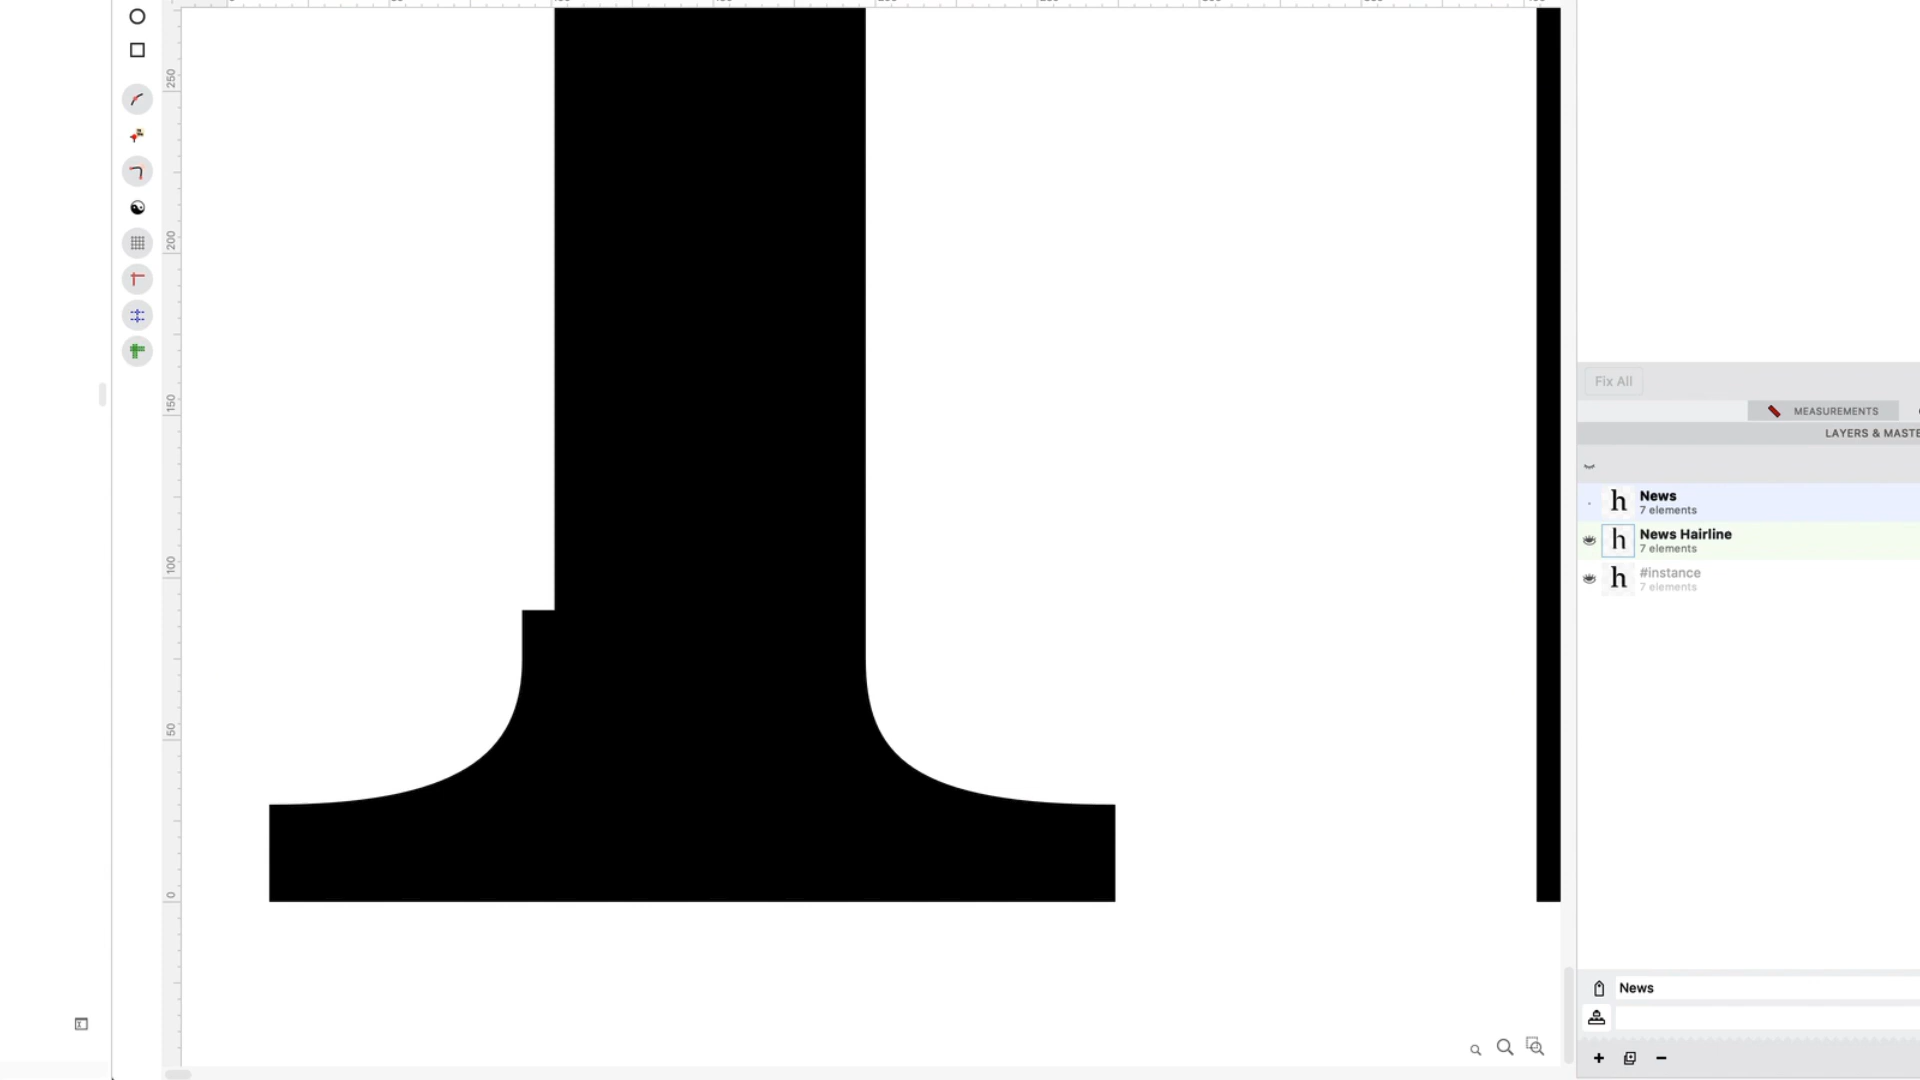 250
200
150
100
50
0
Fix All
MEASUREMENTS
LAYERS & MASTE
h News
7 elements
h News Hairline
7 elements
h #instance
7 elements
News